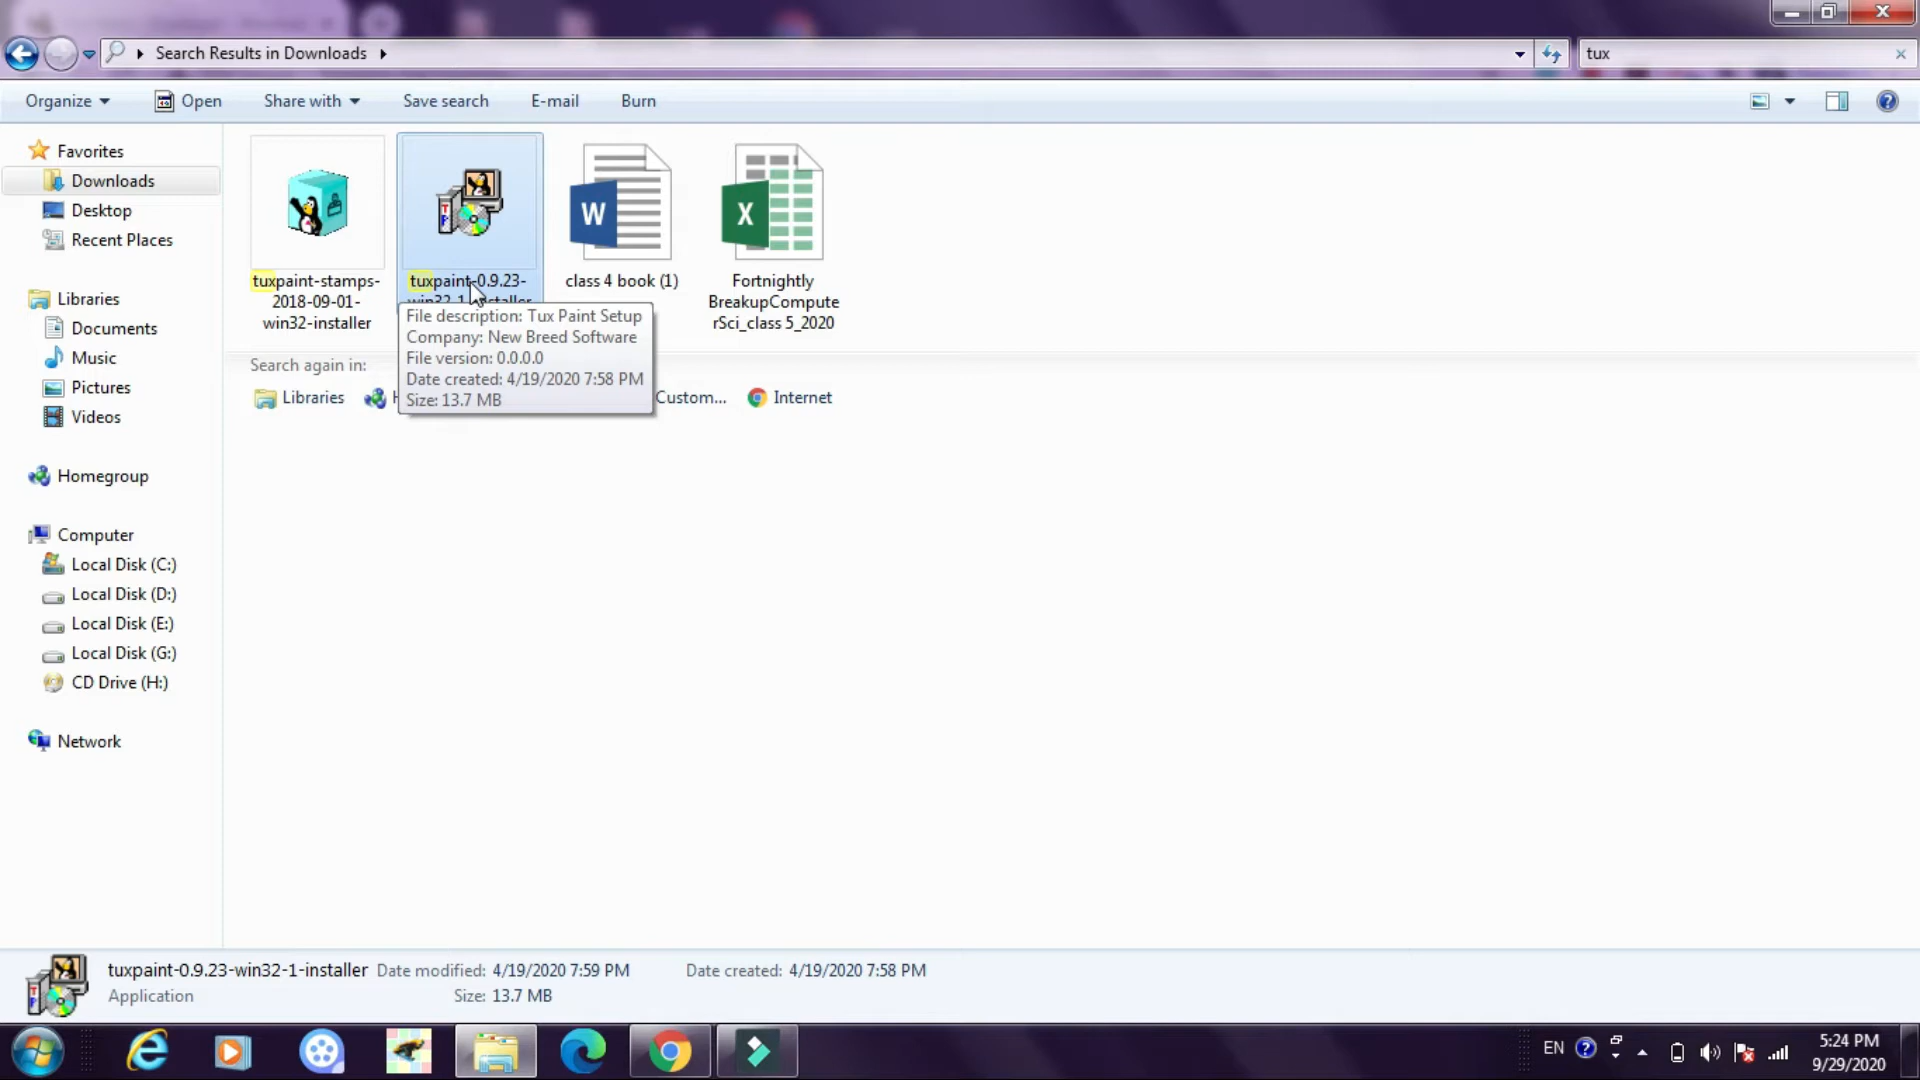 Search Results in Downloads
tux
Organize
Open
Share with
Save search
E-mail
Burn
Favorites
Downloads
Desktop
Recent Places
Libraries
Documents
Music
Pictures
Videos
Homegroup
Computer
Local Disk (C:)
Local Disk (D:)
Local Disk (E:)
Local Disk (G:)
CD Drive (H:)
Network
tuxpaint-stamps-
2018-09-01-
win32-installer
tuxpaint-0.9.23-
win32-1-installer
W
class 4 book (1)
X
Fortnightly
BreakupCompute
rSci_class 5_2020
File description: Tux Paint Setup
Company: New Breed Software
File version: 0.0.0.0
Date created: 4/19/2020 7:58 PM
Size: 13.7 MB
Search again in:
Libraries
H
Custom...
Internet
tuxpaint-0.9.23-win32-1-installer Date modified: 4/19/2020 7:59 PM Date created: 4/19/2020 7:58 PM
Application Size: 13.7 MB
EN
5:24 PM
9/29/2020